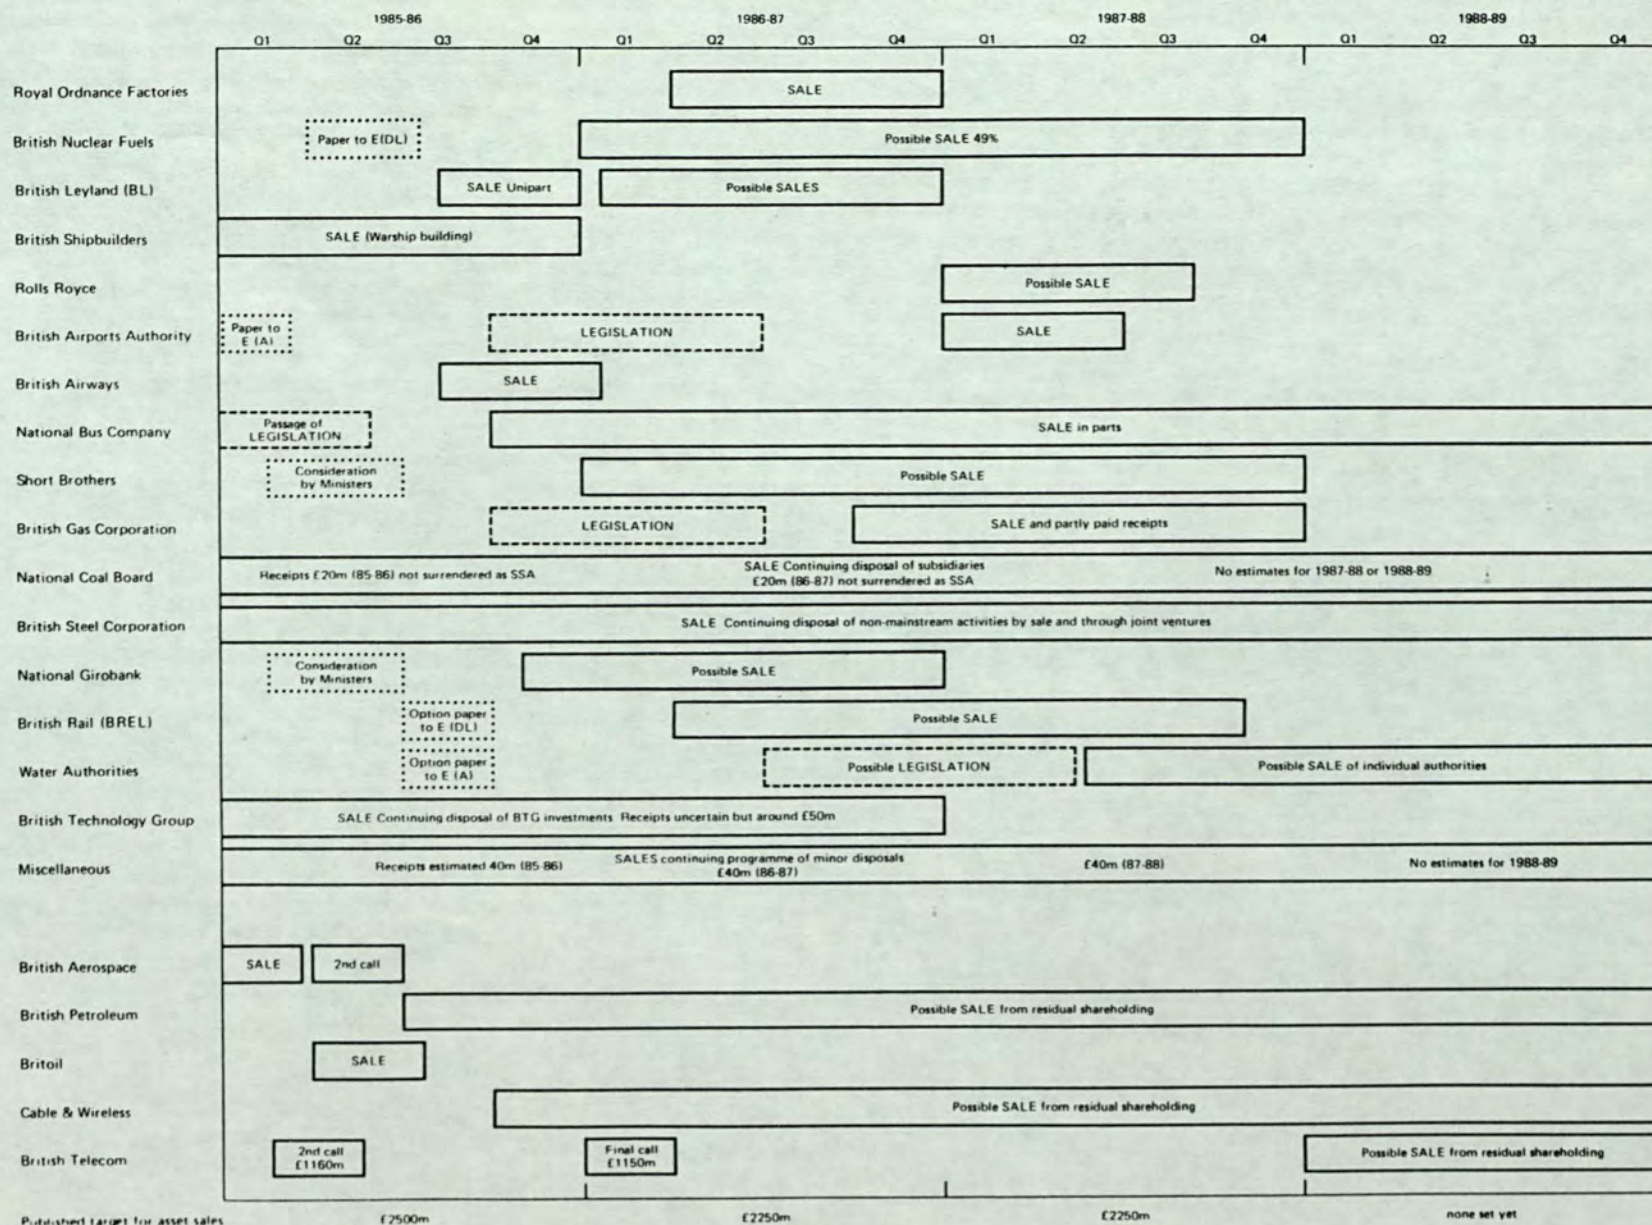 1985-86 1986-87 1987-88 1988-89
Q1 Q2 Q3 Q4 Q1 Q2 Q3 Q4 Q1 Q2 Q3 Q4 Q1 Q2 Q3 Q4
Royal Ordnance Factories SALE
British Nuclear Fuels Paper to E(DL) Possible SALE 49%
British Leyland (BL) SALE Unipart Possible SALES
British Shipbuilders SALE (Warship building)
Rolls Royce Possible SALE
British Airports Authority Paper to
E (A) LEGISLATION SALE
British Airways SALE
National Bus Company Passage of
LEGISLATION SALE in parts
Short Brothers Consideration
by Ministers Possible SALE
British Gas Corporation LEGISLATION SALE and partly paid receipts
National Coal Board Receipts £20m (85-86) not surrendered as SSA SALE Continuing disposal of subsidiaries
£20m (86-87) not surrendered as SSA No estimates for 1987-88 or 1988-89
British Steel Corporation SALE Continuing disposal of non-mainstream activities by sale and through joint ventures
National Girobank Consideration
by Ministers Possible SALE
British Rail (BREL) Option paper
to E (DL) Possible SALE
Water Authorities Option paper
to E (A) Possible LEGISLATION Possible SALE of individual authorities
British Technology Group SALE Continuing disposal of BTG investments Receipts uncertain but around £50m
Miscellaneous Receipts estimated 40m (85-86) SALES continuing programme of minor disposals
£40m (86-87) £40m (87-88) No estimates for 1988-89
British Aerospace SALE 2nd call
British Petroleum Possible SALE from residual shareholding
Britoil SALE
Cable & Wireless Possible SALE from residual shareholding
British Telecom 2nd call
£1160m Final call
£1150m Possible SALE from residual shareholding
Published target for asset sales £2500m £2250m £2250m none set yet